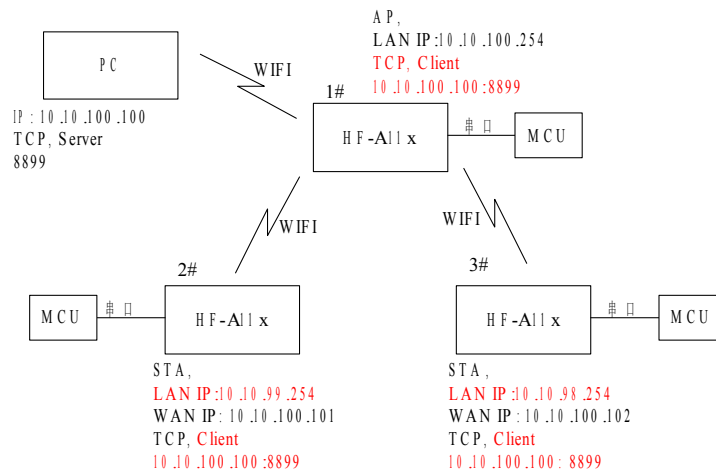 AP,
LAN IP:10.10.100.254
TCP, Client
10.10.100.100:8899
PC
WIFI
1#
IP: 10.10.100.100
TCP, Server
8899
HF-A11x
串口
MCU
WIFI
WIFI
2#
3#
MCU
串口
HF-A11x
HF-A11x
串口
MCU
STA,
LAN IP:10.10.99.254
WAN IP: 10.10.100.101
TCP, Client
10.10.100.100:8899
STA,
LAN IP:10.10.98.254
WAN IP: 10.10.100.102
TCP, Client
10.10.100.100: 8899